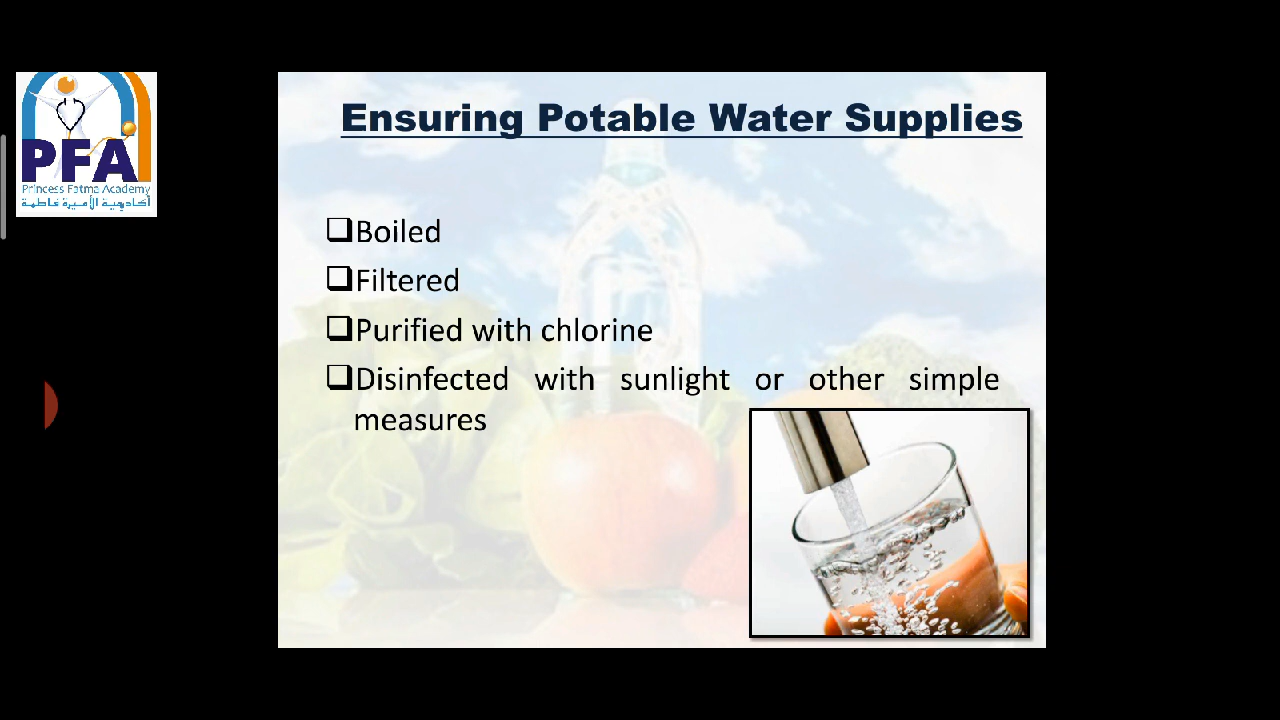 PFA
Princess Fatma Academy
أكاديمية الأميرة فاطمة
Ensuring Potable Water Supplies
❑Boiled
❑Filtered
❑Purified with chlorine
❑Disinfected with sunlight or other simple
measures